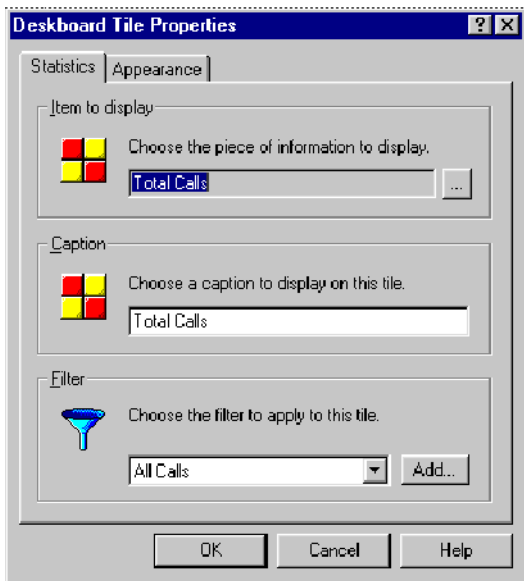 Deskboard Tile Properties
Statistics
Appearance
Item to display
Choose the piece of information to display.
Total Calls
...
Caption
Choose a caption to display on this tile.
Total Calls
Filter
Choose the filter to apply to this tile.
All Calls
Add...
OK
Cancel
Help